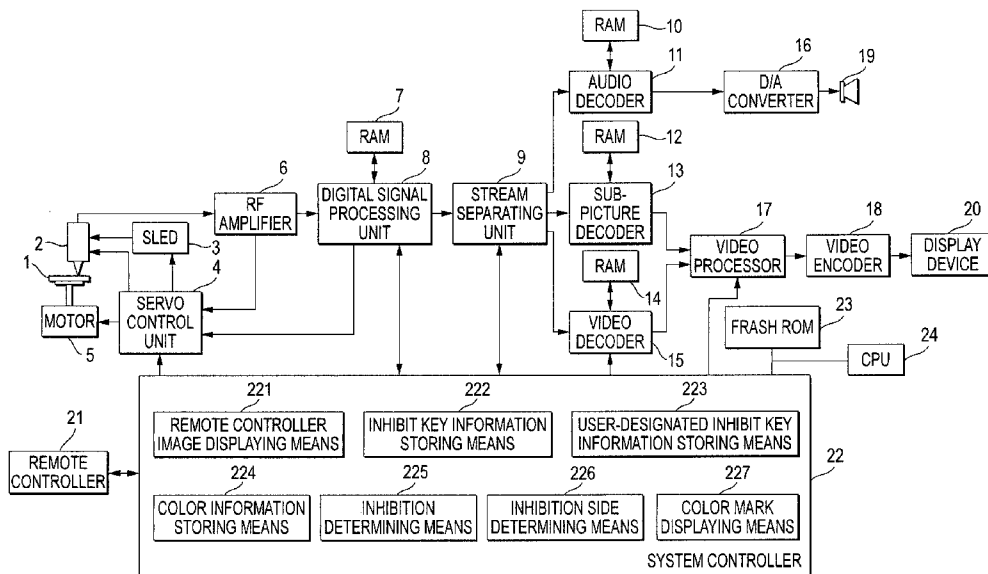 10
RAM
11
AUDIO
DECODER
16
D/A
CONVERTER
19
7
RAM
8
DIGITAL SIGNAL
PROCESSING
UNIT
9
STREAM
SEPARATING
UNIT
RAM
12
13
SUB-
PICTURE
DECODER
6
RF
AMPLIFIER
2
SLED
3
1
4
SERVO
CONTROL
UNIT
MOTOR
5
RAM
14
VIDEO
DECODER
15
17
VIDEO
PROCESSOR
18
VIDEO
ENCODER
20
DISPLAY
DEVICE
FRASH ROM
23
CPU
24
21
REMOTE
CONTROLLER
221
REMOTE CONTROLLER
IMAGE DISPLAYING MEANS
222
INHIBIT KEY INFORMATION
STORING MEANS
223
USER-DESIGNATED INHIBIT KEY
INFORMATION STORING MEANS
22
224
COLOR INFORMATION
STORING MEANS
225
INHIBITION
DETERMINING MEANS
226
INHIBITION SIDE
DETERMINING MEANS
227
COLOR MARK
DISPLAYING MEANS
SYSTEM CONTROLLER